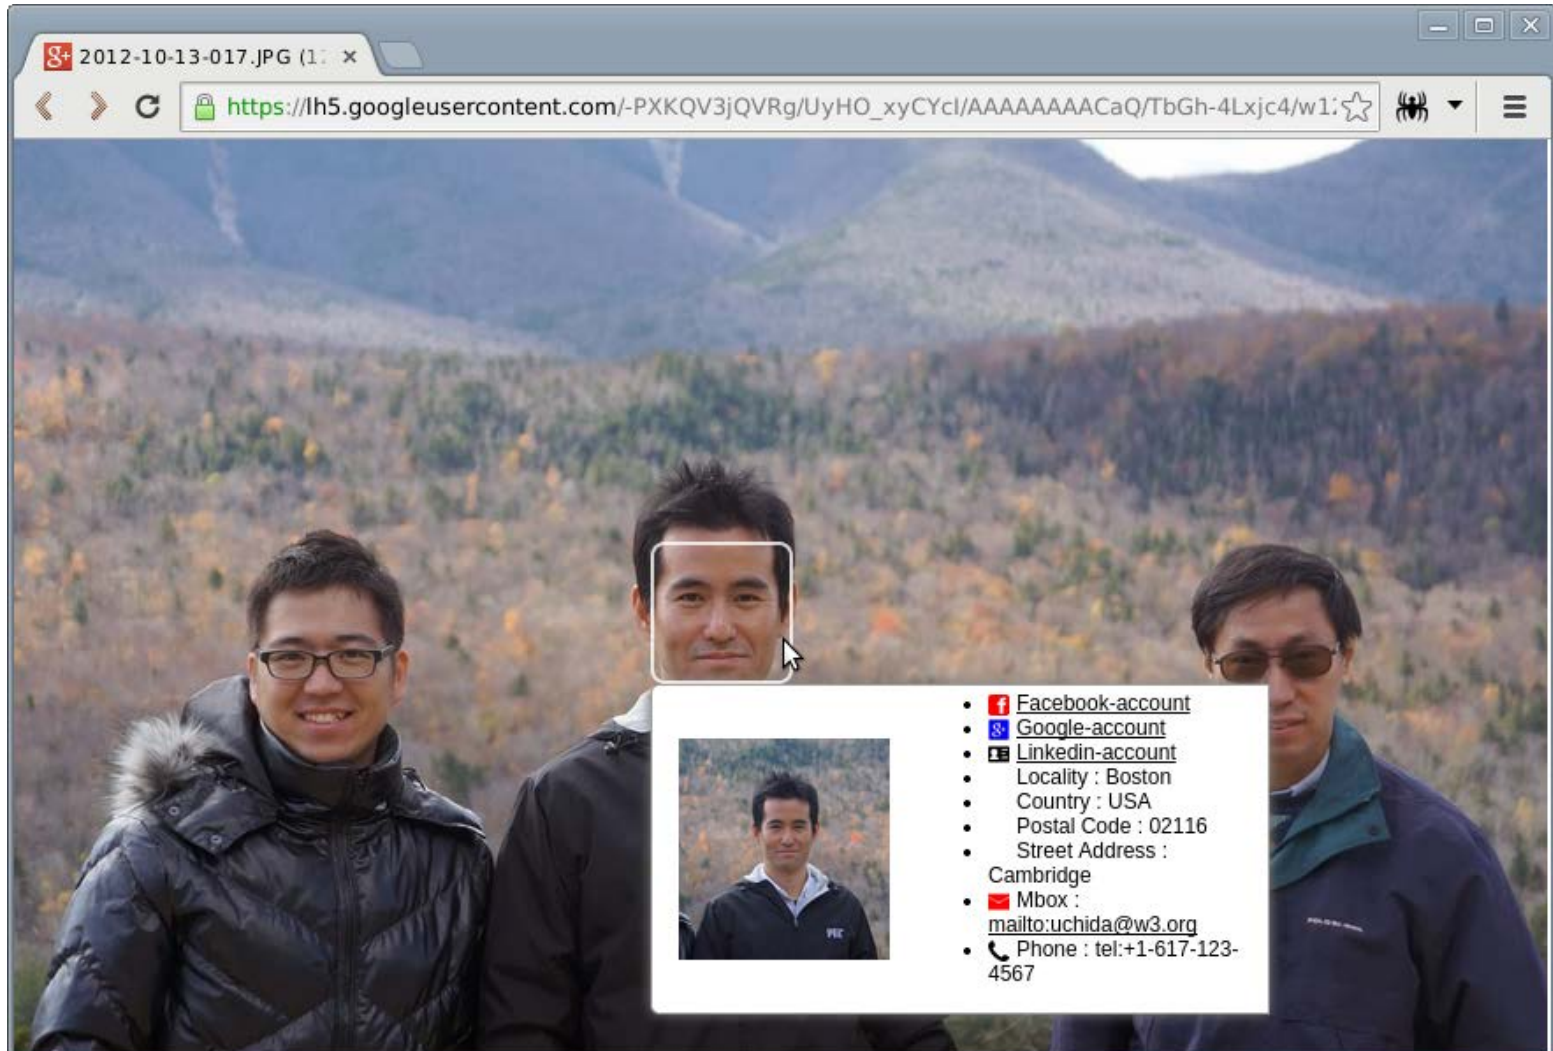 2012-10-13-017.JPG (1
https://lh5.googleusercontent.com/-PXKQV3jQVRg/UyHO_xyCYcI/AAAAAAAACaQ/TbGh-4Lxjc4/w1
Facebook-account
Google-account
Linkedin-account
Locality : Boston
Country : USA
Postal Code : 02116
Street Address :
Cambridge
Mbox :
mailto:uchida@w3.org
Phone : tel:+1-617-123-
4567